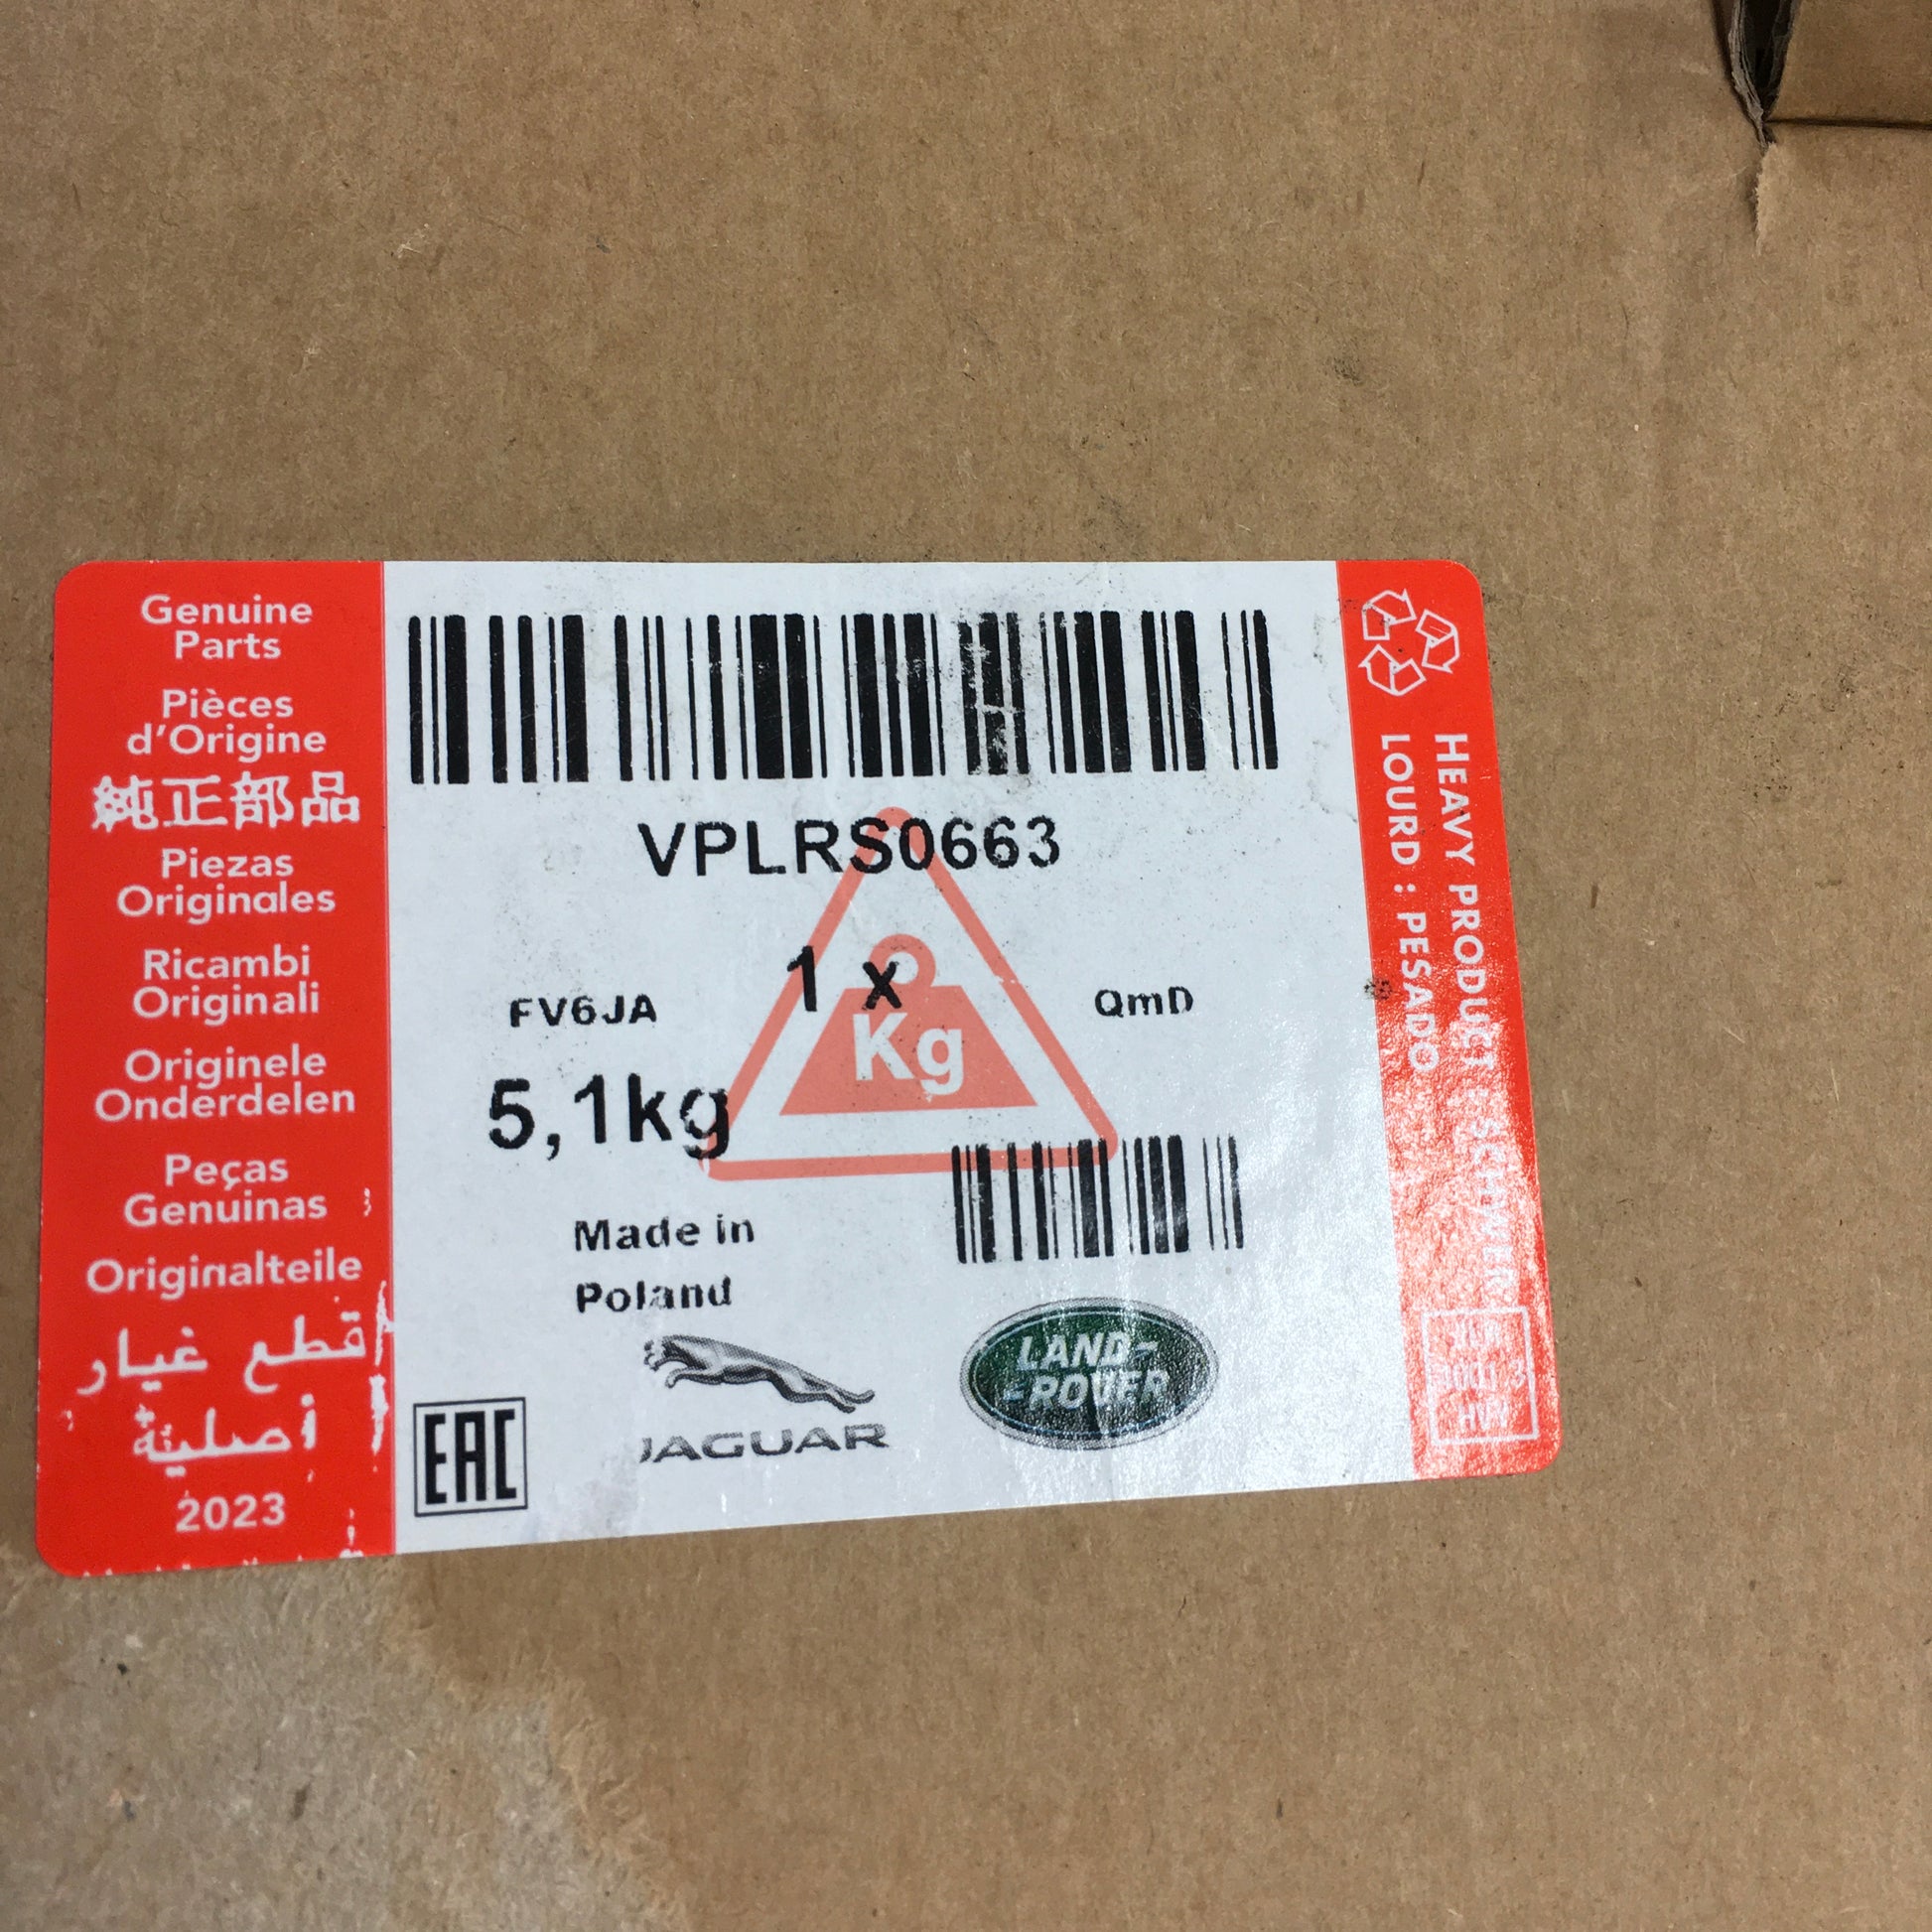 Genuine
Parts
Pièces
d'Origine
純正部品
Piezas
Originales
Ricambi
Originali
Originele
Onderdelen
Peças
Genuinas
Originalteile
قطع غيار
أصلية
2023
VPLRS0663
FV6JA
1 x
QmD
Kg
5,1kg
Made in
Poland
EAC
JAGUAR
LAND-
-ROVER
HEAVY PRODUCT : SCHWER
LOURD : PESADO